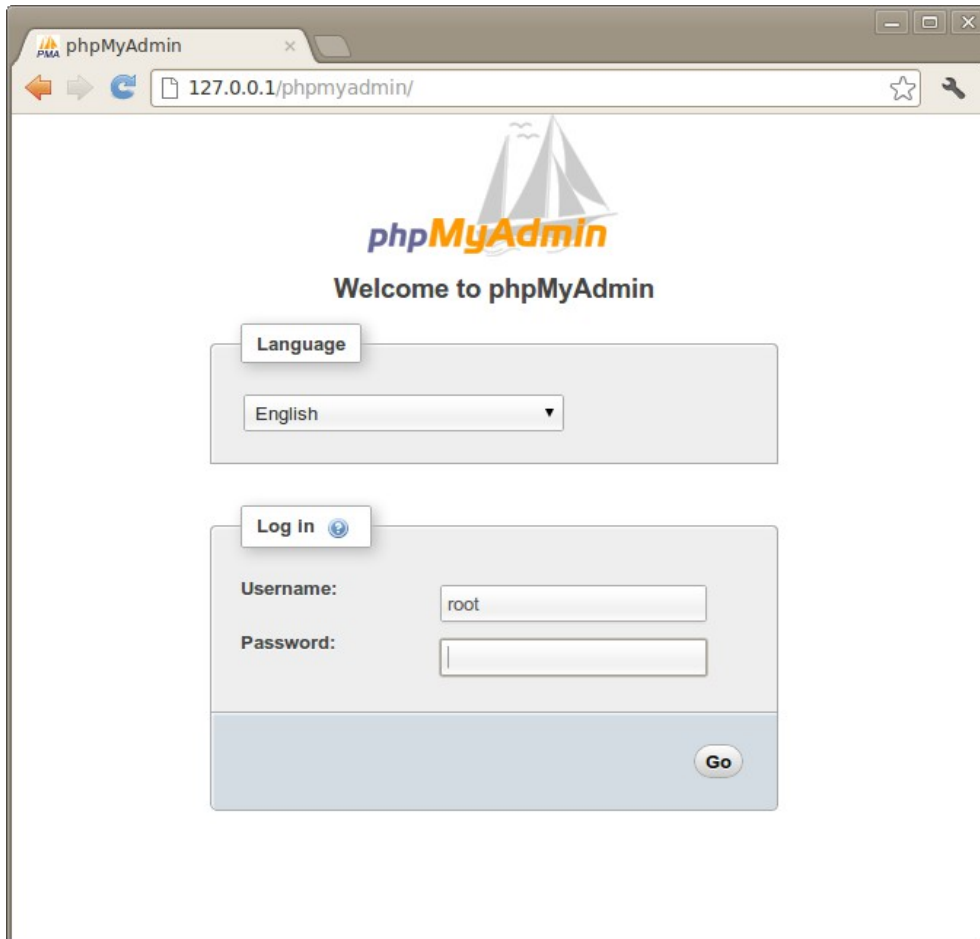 phpMyAdmin
127.0.0.1/phpmyadmin/
phpMyAdmin
Welcome to phpMyAdmin
Language
English
Log in
Username:
root
Password:
Go